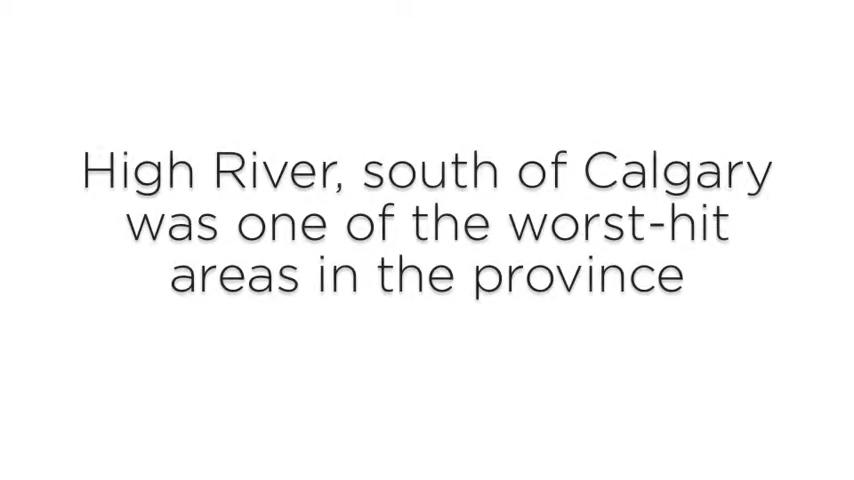 High River, south of Calgary
was one of the worst-hit
areas in the province